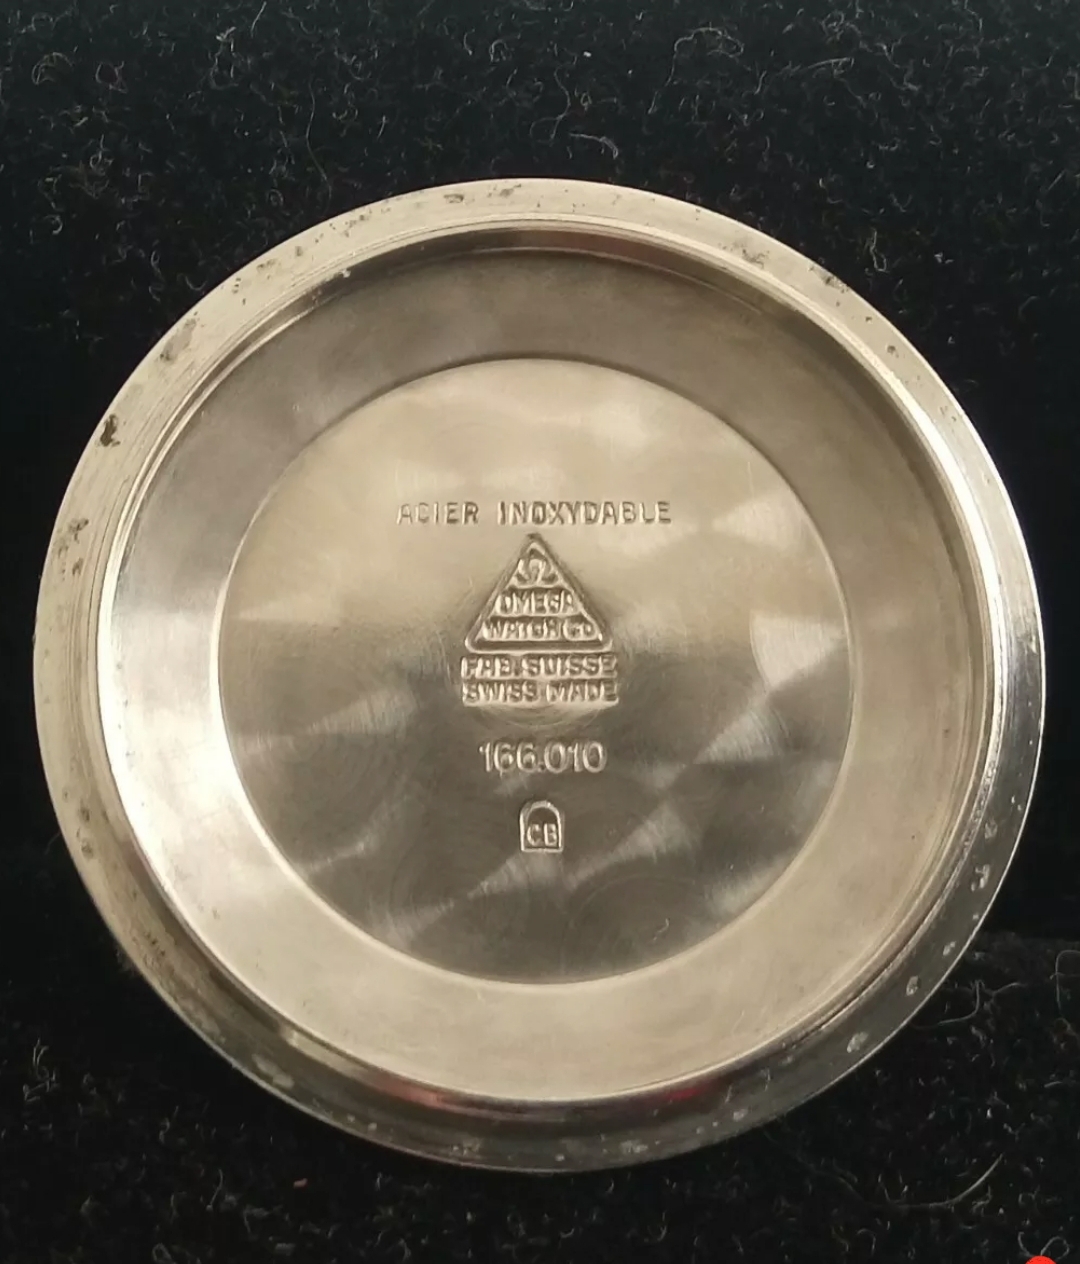 ACIER INOXYDABLE
Ω
OMEGA
WATCH Co
FAB. SUISSE
SWISS MADE
166.010
CB